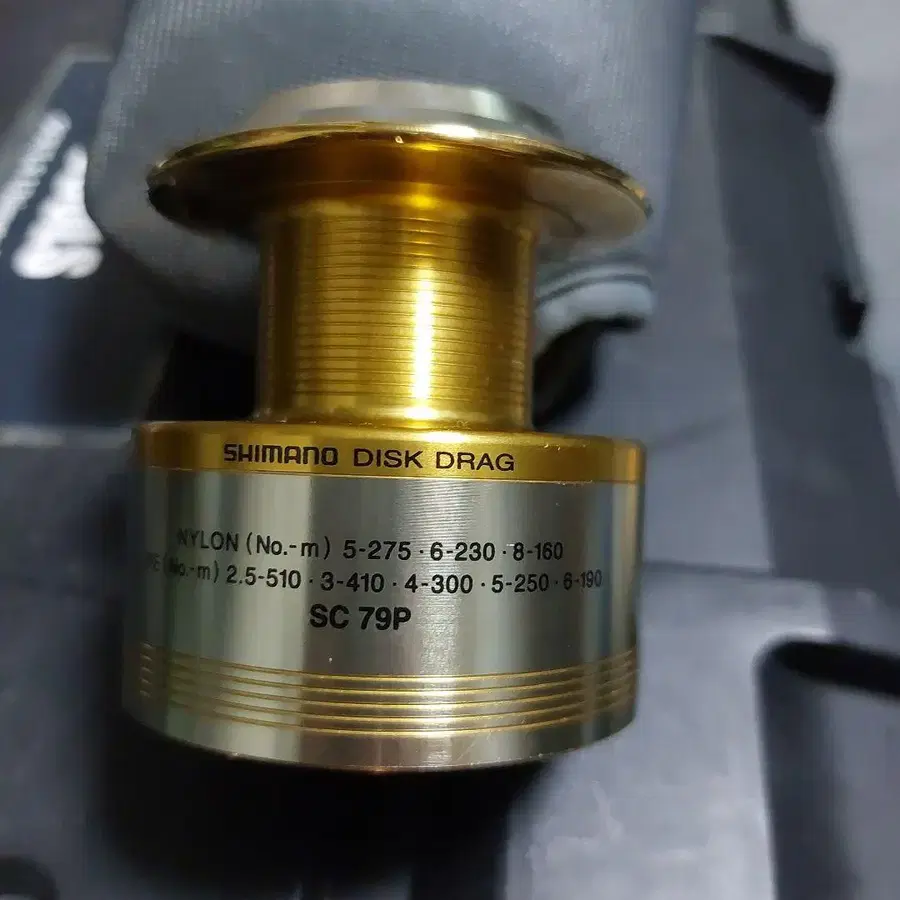 SHIMANO DISK DRAG
NYLON (No.-m) 5-275 · 6-230 · 8-160
(No.-m) 2.5-510 · 3-410 · 4-300 · 5-250 · 6-190
SC 79P